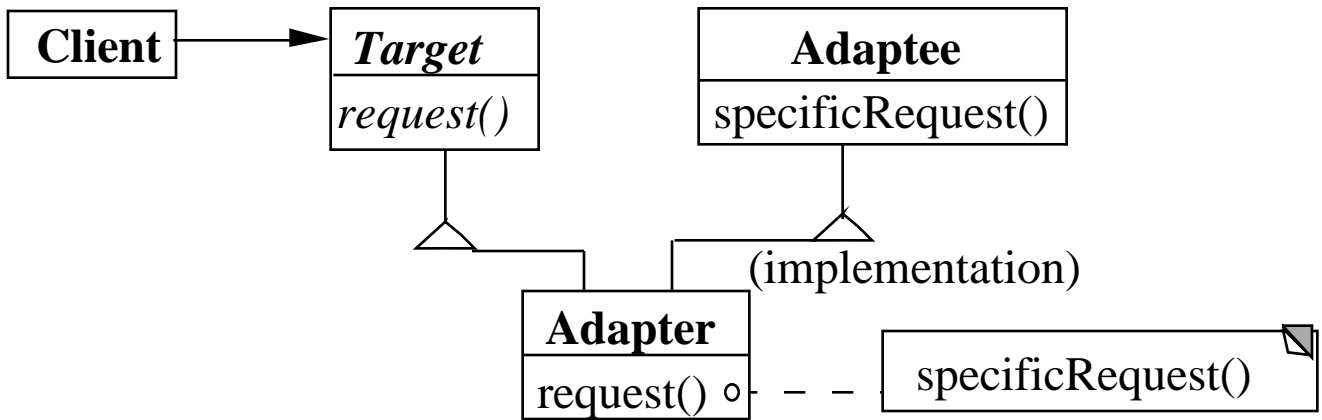 Client
Target
request()
Adaptee
specificRequest()
(implementation)
Adapter
request()
specificRequest()